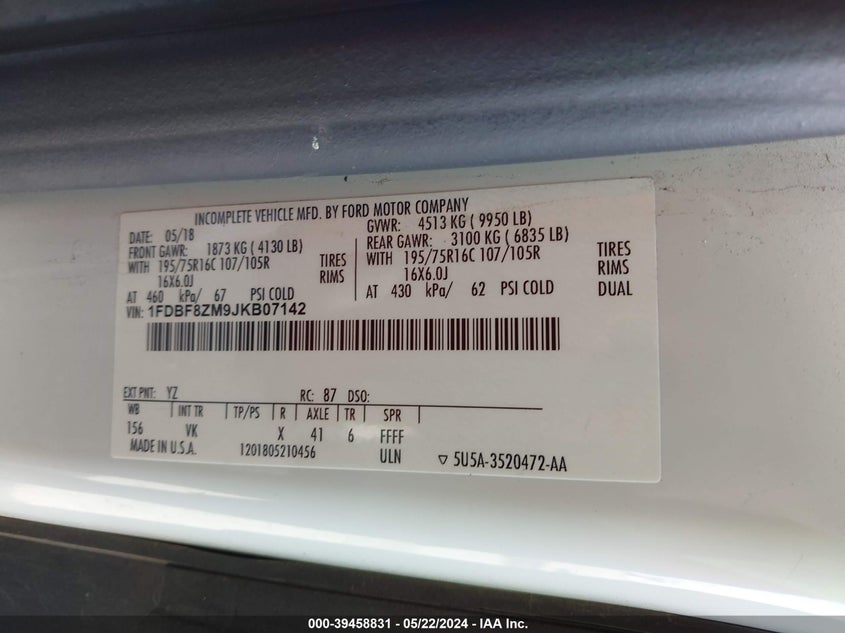 INCOMPLETE VEHICLE MFD. BY FORD MOTOR COMPANY
DATE: 05/18
GVWR: 4513 KG ( 9950 LB)
FRONT GAWR: 1873 KG ( 4130 LB)
REAR GAWR: 3100 KG ( 6835 LB)
WITH 195/75R16C 107/105R TIRES
WITH 195/75R16C 107/105R TIRES
16X6.0J RIMS
16X6.0J RIMS
AT 460 kPa/ 67 PSI COLD
AT 430 kPa/ 62 PSI COLD DUAL
VIN: 1FDBF8ZM9JKB07142
EXT PNT: YZ RC: 87 DSO:
WB INT TR TP/PS R AXLE TR SPR
156 VK X 41 6 FFFF
MADE IN U.S.A. 1201805210456 ULN ▽ 5U5A-3520472-AA
000-39458831 - 05/22/2024 - IAA Inc.